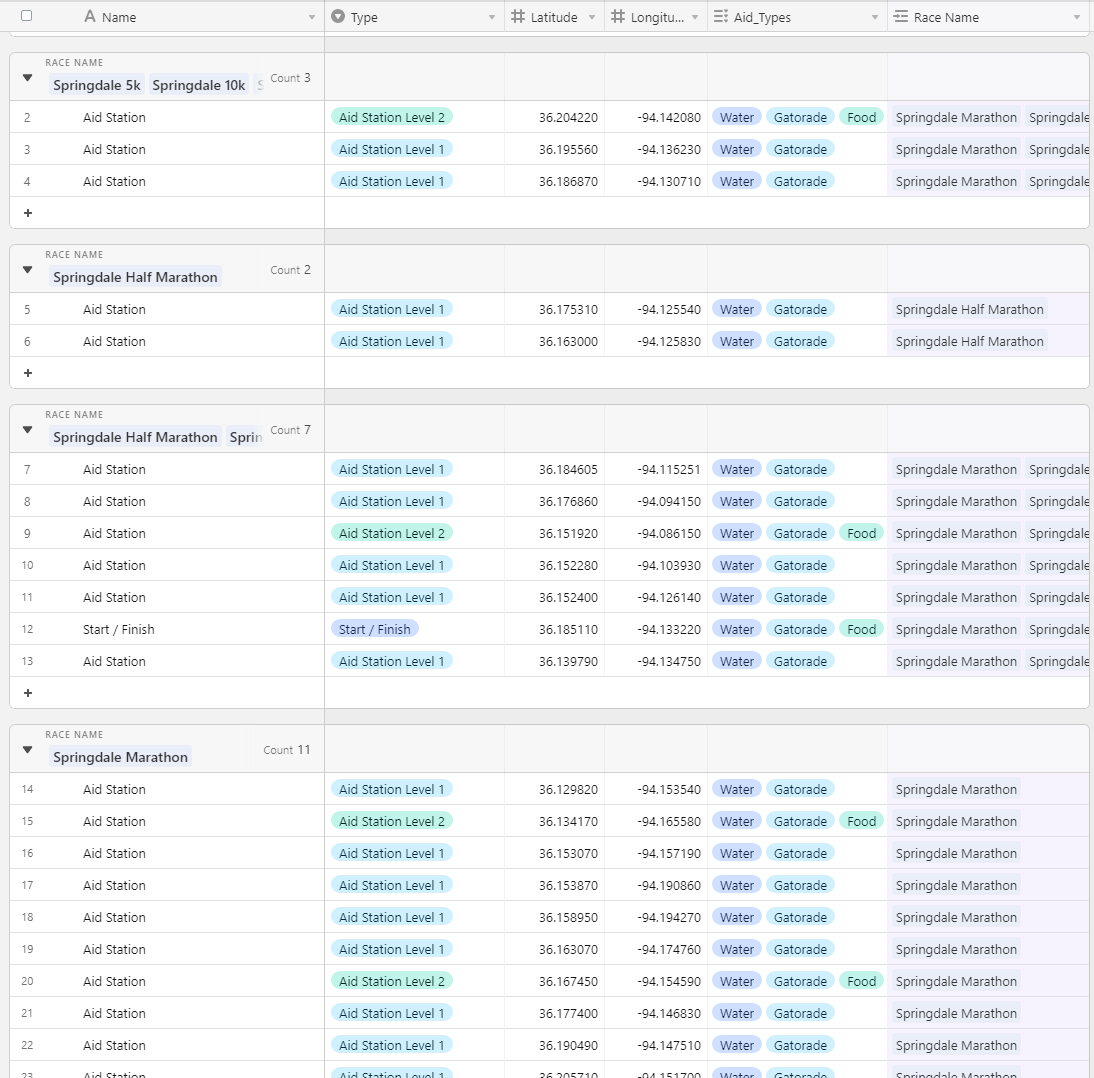 Name Type Latitude Longitu... Aid_Types Race Name
RACE NAME
Springdale 5k Springdale 10k S Count 3
2 Aid Station Aid Station Level 2 36.204220 -94.142080 Water Gatorade Food Springdale Marathon Springdale
3 Aid Station Aid Station Level 1 36.195560 -94.136230 Water Gatorade Springdale Marathon Springdale
4 Aid Station Aid Station Level 1 36.186870 -94.130710 Water Gatorade Springdale Marathon Springdale
+
RACE NAME
Springdale Half Marathon Count 2
5 Aid Station Aid Station Level 1 36.175310 -94.125540 Water Gatorade Springdale Half Marathon
6 Aid Station Aid Station Level 1 36.163000 -94.125830 Water Gatorade Springdale Half Marathon
+
RACE NAME
Springdale Half Marathon Sprin Count 7
7 Aid Station Aid Station Level 1 36.184605 -94.115251 Water Gatorade Springdale Marathon Springdale
8 Aid Station Aid Station Level 1 36.176860 -94.094150 Water Gatorade Springdale Marathon Springdale
9 Aid Station Aid Station Level 2 36.151920 -94.086150 Water Gatorade Food Springdale Marathon Springdale
10 Aid Station Aid Station Level 1 36.152280 -94.103930 Water Gatorade Springdale Marathon Springdale
11 Aid Station Aid Station Level 1 36.152400 -94.126140 Water Gatorade Springdale Marathon Springdale
12 Start / Finish Start / Finish 36.185110 -94.133220 Water Gatorade Food Springdale Marathon Springdale
13 Aid Station Aid Station Level 1 36.139790 -94.134750 Water Gatorade Springdale Marathon Springdale
+
RACE NAME
Springdale Marathon Count 11
14 Aid Station Aid Station Level 1 36.129820 -94.153540 Water Gatorade Springdale Marathon
15 Aid Station Aid Station Level 2 36.134170 -94.165580 Water Gatorade Food Springdale Marathon
16 Aid Station Aid Station Level 1 36.153070 -94.157190 Water Gatorade Springdale Marathon
17 Aid Station Aid Station Level 1 36.153870 -94.190860 Water Gatorade Springdale Marathon
18 Aid Station Aid Station Level 1 36.158950 -94.194270 Water Gatorade Springdale Marathon
19 Aid Station Aid Station Level 1 36.163070 -94.174760 Water Gatorade Springdale Marathon
20 Aid Station Aid Station Level 2 36.167450 -94.154590 Water Gatorade Food Springdale Marathon
21 Aid Station Aid Station Level 1 36.177400 -94.146830 Water Gatorade Springdale Marathon
22 Aid Station Aid Station Level 1 36.190490 -94.147510 Water Gatorade Springdale Marathon
23 Aid Station Aid Station Level 1 36.205710 -94.151700 Water Gatorade Springdale Marathon